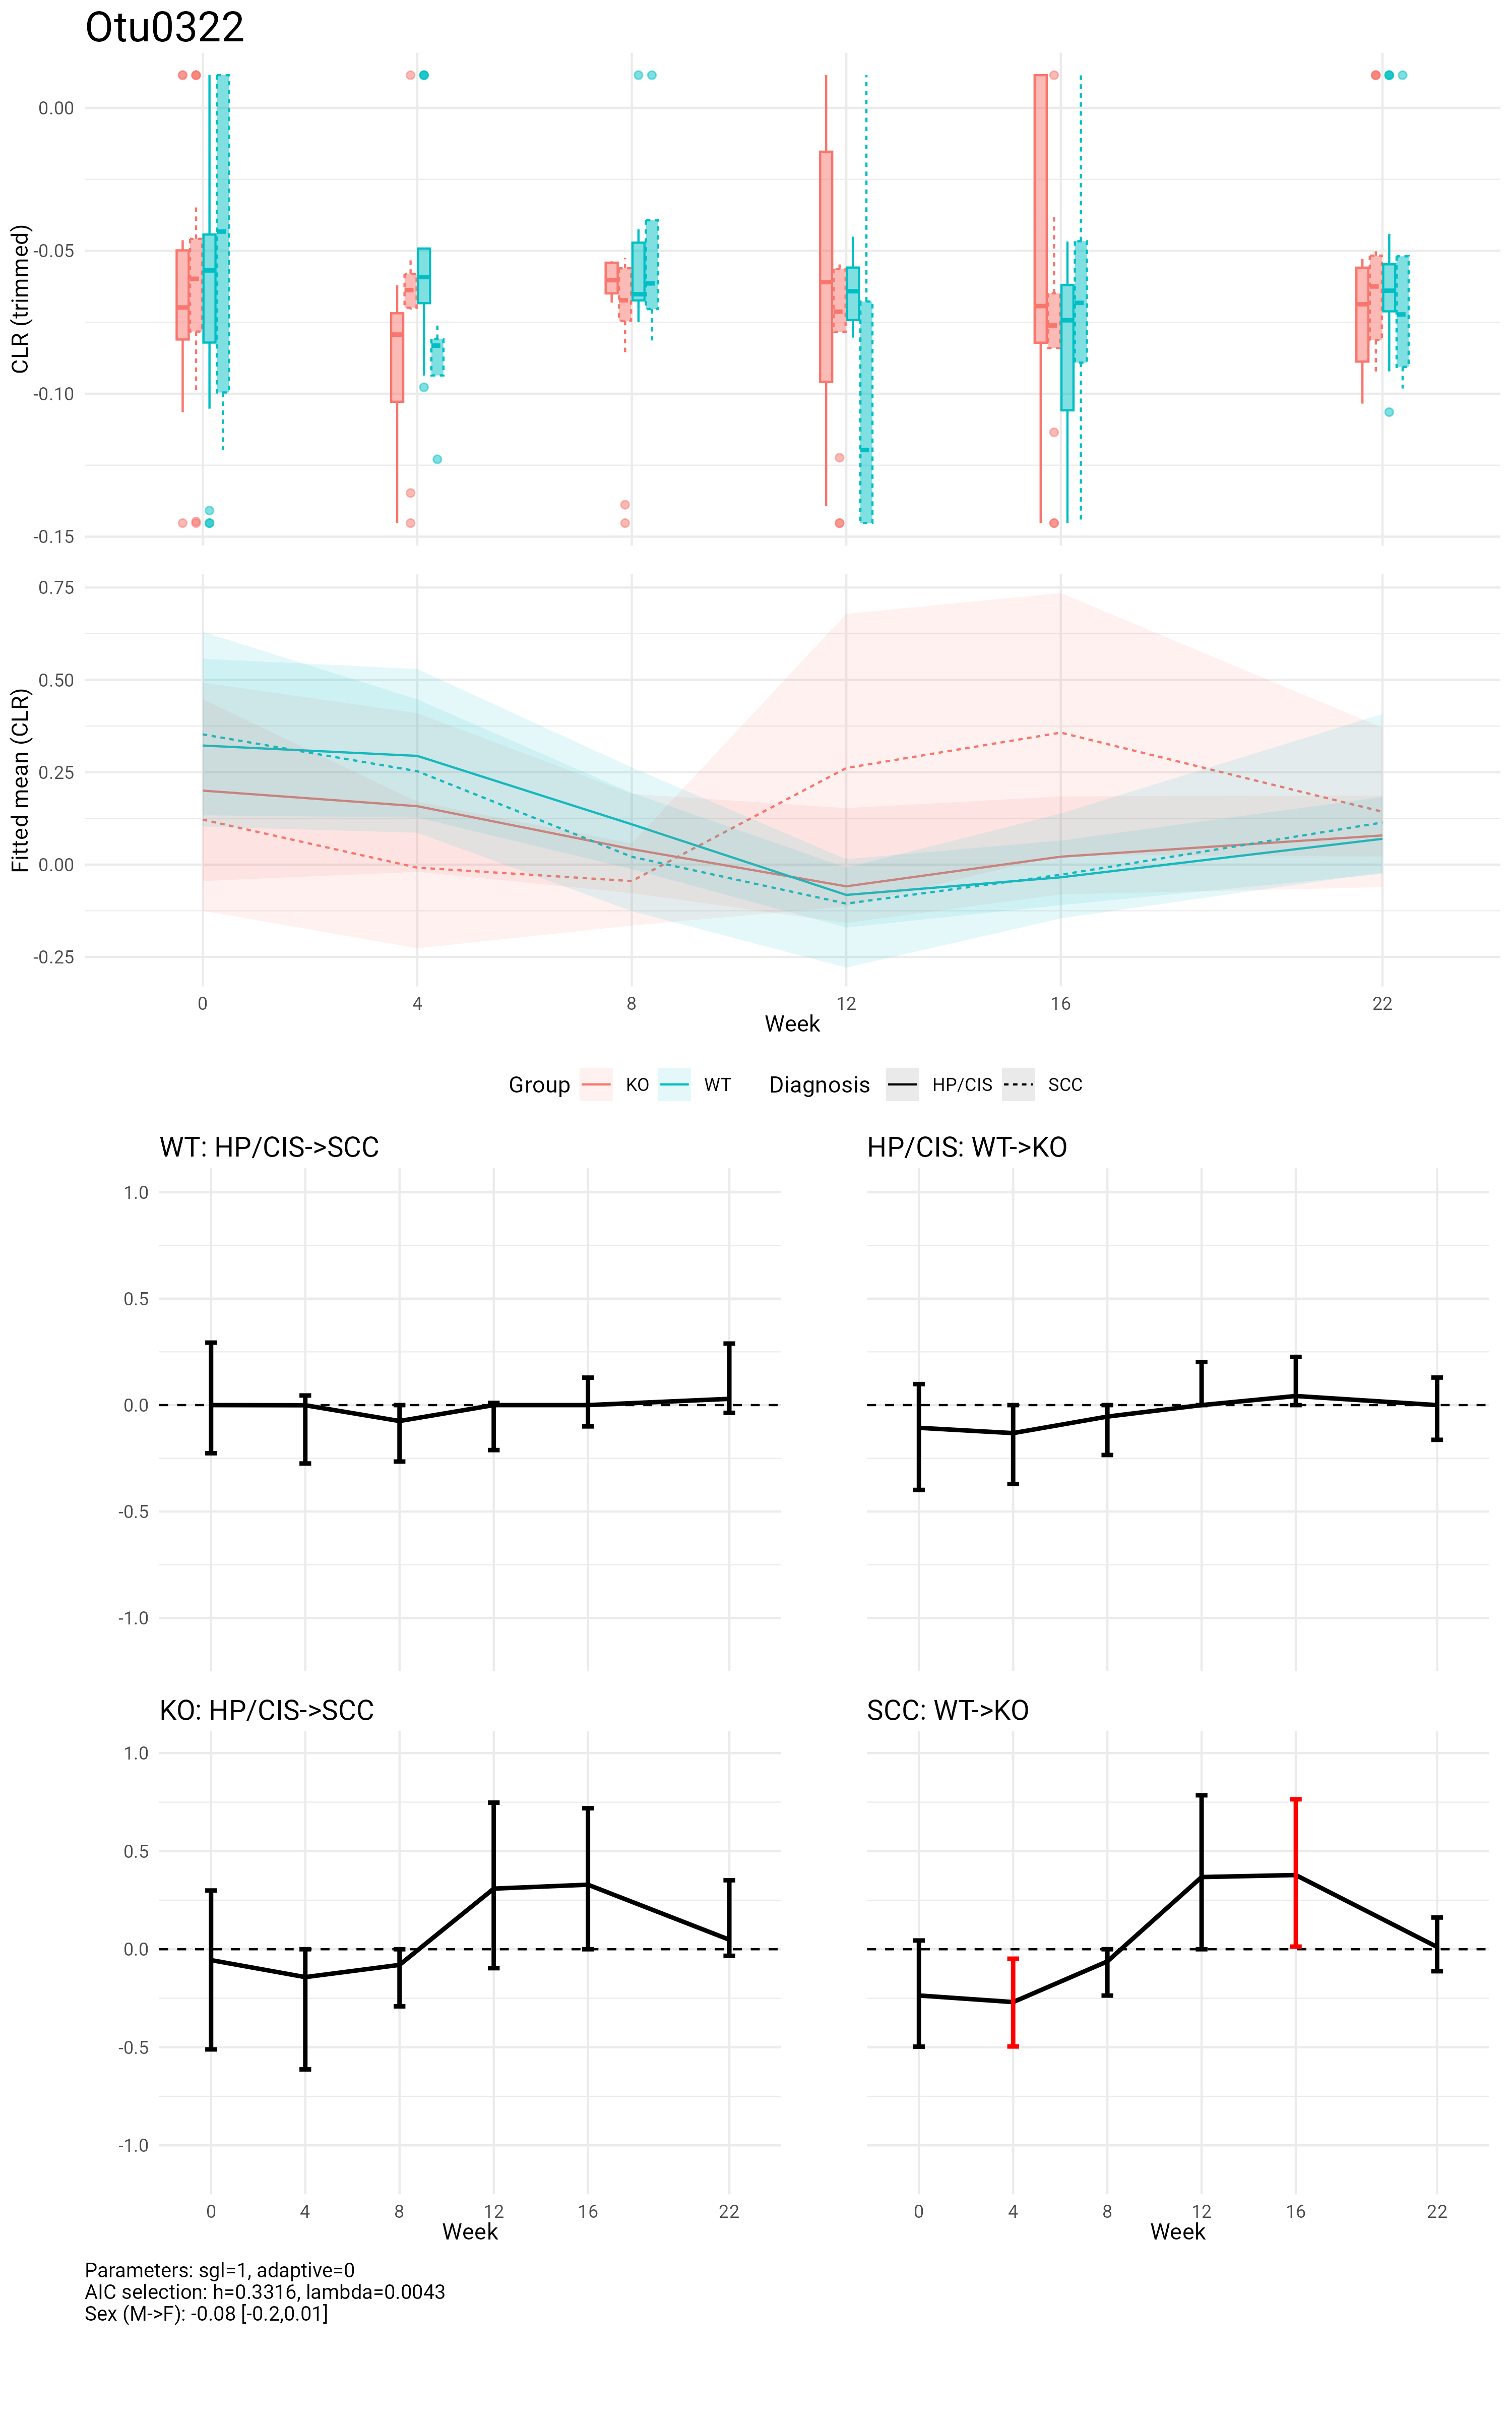 Otu0322
CLR (trimmed)
0.00
-0.05
-0.10
-0.15
Fitted mean (CLR)
0.75
0.50
0.25
0.00
-0.25
0 4 8 12 16 22
Week
Group KO WT Diagnosis HP/CIS SCC
WT: HP/CIS->SCC
1.0
0.5
0.0
-0.5
-1.0
HP/CIS: WT->KO
KO: HP/CIS->SCC
1.0
0.5
0.0
-0.5
-1.0
0 4 8 12 16 22
Week
SCC: WT->KO
0 4 8 12 16 22
Week
Parameters: sgl=1, adaptive=0
AIC selection: h=0.3316, lambda=0.0043
Sex (M->F): -0.08 [-0.2,0.01]